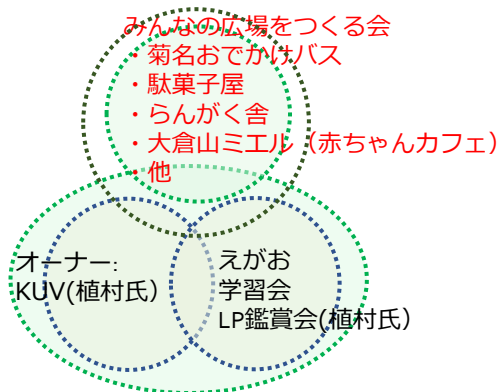 みんなの広場をつくる会
・菊名おでかけバス
・駄菓子屋
・らんがく舎
・大倉山ミエル（赤ちゃんカフェ）
・他
オーナー:
KUV(植村氏）
えがお
学習会
LP鑑賞会(植村氏）